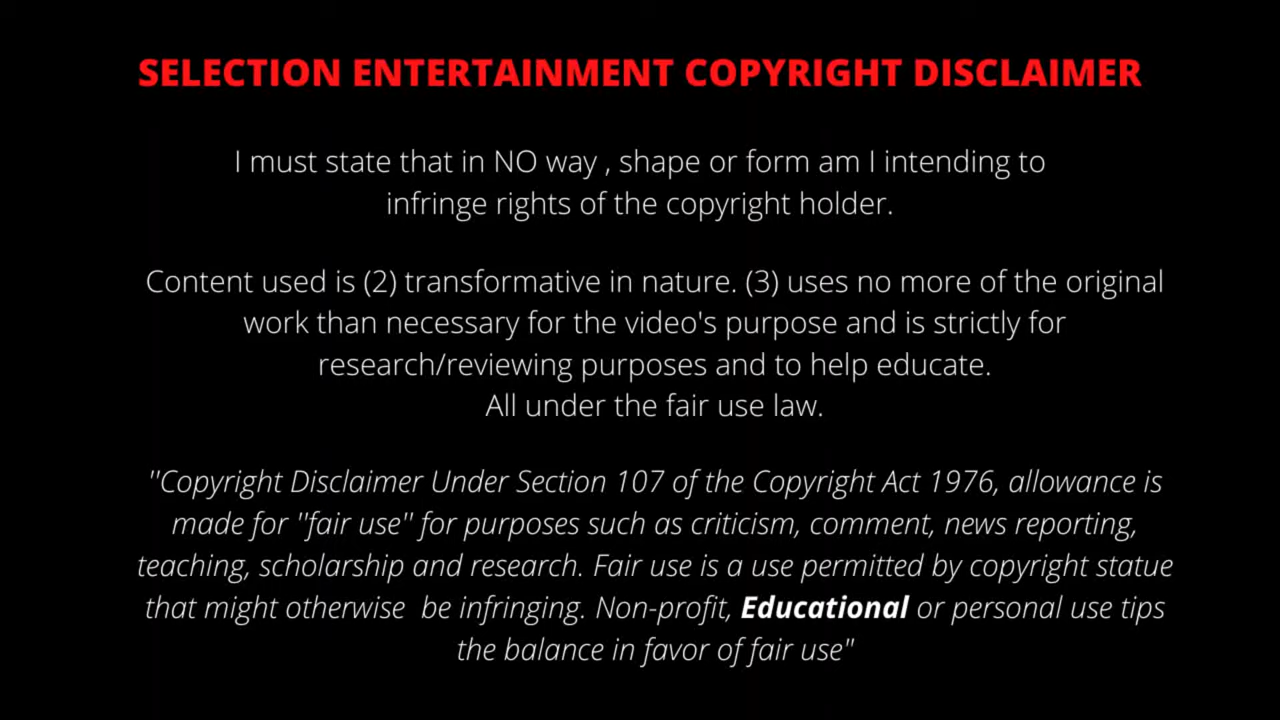 SELECTION ENTERTAINMENT COPYRIGHT DISCLAIMER
I must state that in NO way , shape or form am I intending to
infringe rights of the copyright holder.
Content used is (2) transformative in nature. (3) uses no more of the original
work than necessary for the video's purpose and is strictly for
research/reviewing purposes and to help educate.
All under the fair use law.
"Copyright Disclaimer Under Section 107 of the Copyright Act 1976, allowance is
made for "fair use" for purposes such as criticism, comment, news reporting,
teaching, scholarship and research. Fair use is a use permitted by copyright statue
that might otherwise  be infringing. Non-profit, Educational or personal use tips
the balance in favor of fair use"